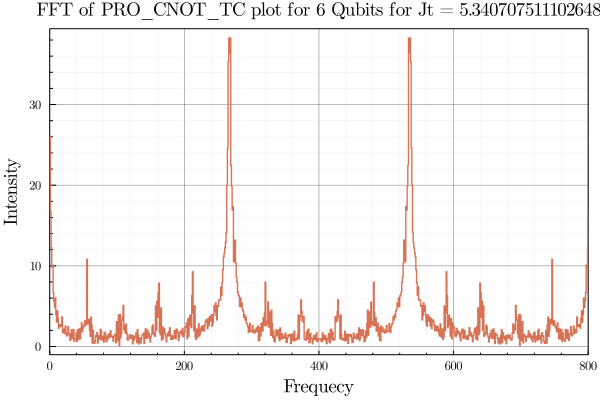 FFT of PRO_CNOT_TC plot for 6 Qubits for Jt = 5.340707511102648
Intensity
30
20
10
0
0 200 400 600 800
Frequecy